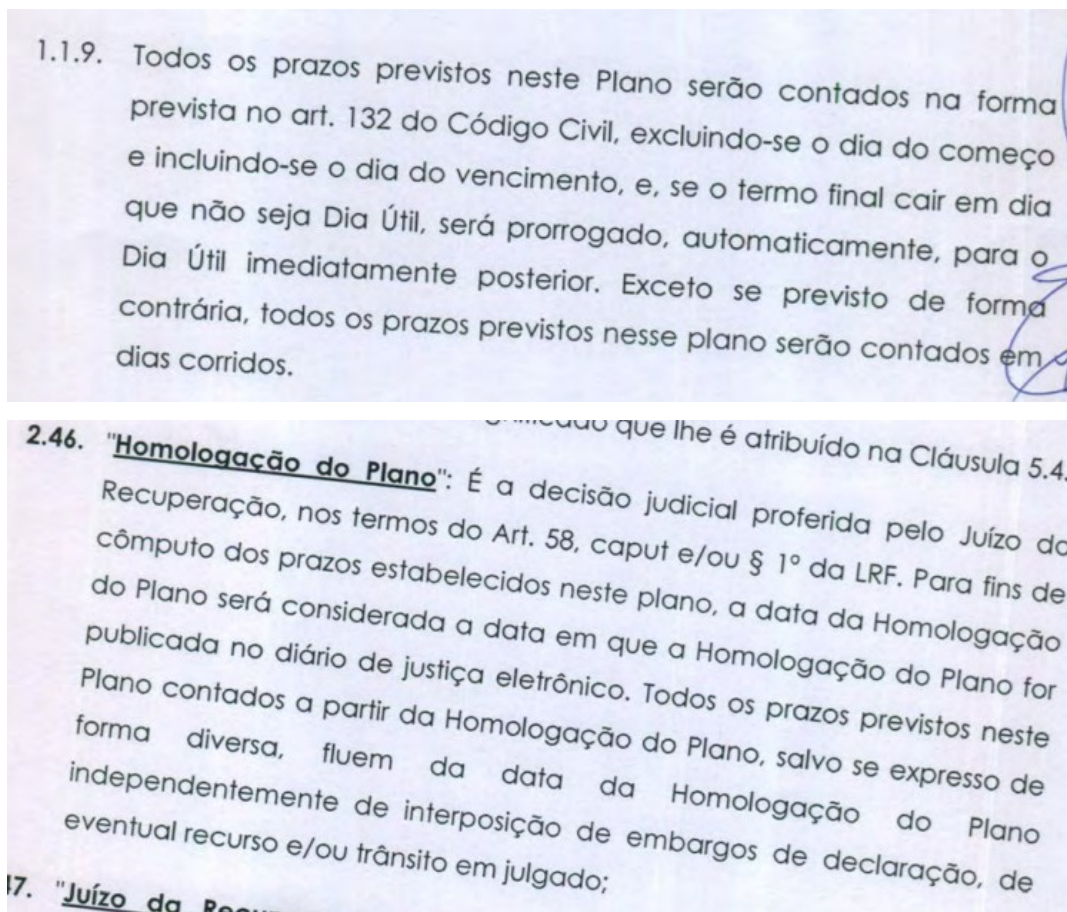 1.1.9. Todos os prazos previstos neste Plano serão contados na forma
prevista no art. 132 do Código Civil, excluindo-se o dia do começo
e incluindo-se o dia do vencimento, e, se o termo final cair em dia
que não seja Dia Útil, será prorrogado, automaticamente, para o
Dia Útil imediatamente posterior. Exceto se previsto de forma
contrária, todos os prazos previstos nesse plano serão contados em
dias corridos.
que lhe é atribuído na Cláusula 5.4.
2.46. "Homologação do Plano": É a decisão judicial proferida pelo Juízo da
Recuperação, nos termos do Art. 58, caput e/ou § 1º da LRF. Para fins de
cômputo dos prazos estabelecidos neste plano, a data da Homologação
do Plano será considerada a data em que a Homologação do Plano for
publicada no diário de justiça eletrônico. Todos os prazos previstos neste
Plano contados a partir da Homologação do Plano, salvo se expresso de
forma diversa, fluem da data da Homologação do Plano
independentemente de interposição de embargos de declaração, de
eventual recurso e/ou trânsito em julgado;
47. "Juízo da